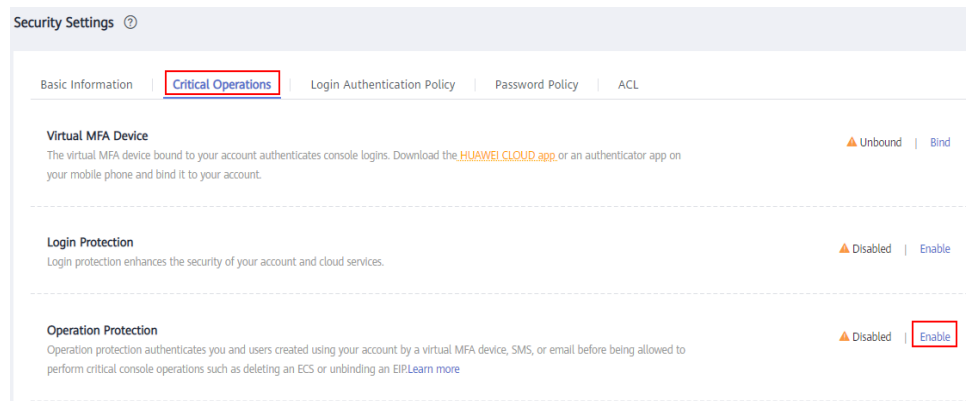 Security Settings ?
Basic Information | Critical Operations | Login Authentication Policy | Password Policy | ACL
Virtual MFA Device
The virtual MFA device bound to your account authenticates console logins. Download the HUAWEI CLOUD app or an authenticator app on
your mobile phone and bind it to your account.
Unbound | Bind
Login Protection
Login protection enhances the security of your account and cloud services.
Disabled | Enable
Operation Protection
Operation protection authenticates you and users created using your account by a virtual MFA device, SMS, or email before being allowed to
perform critical console operations such as deleting an ECS or unbinding an EIP.Learn more
Disabled | Enable